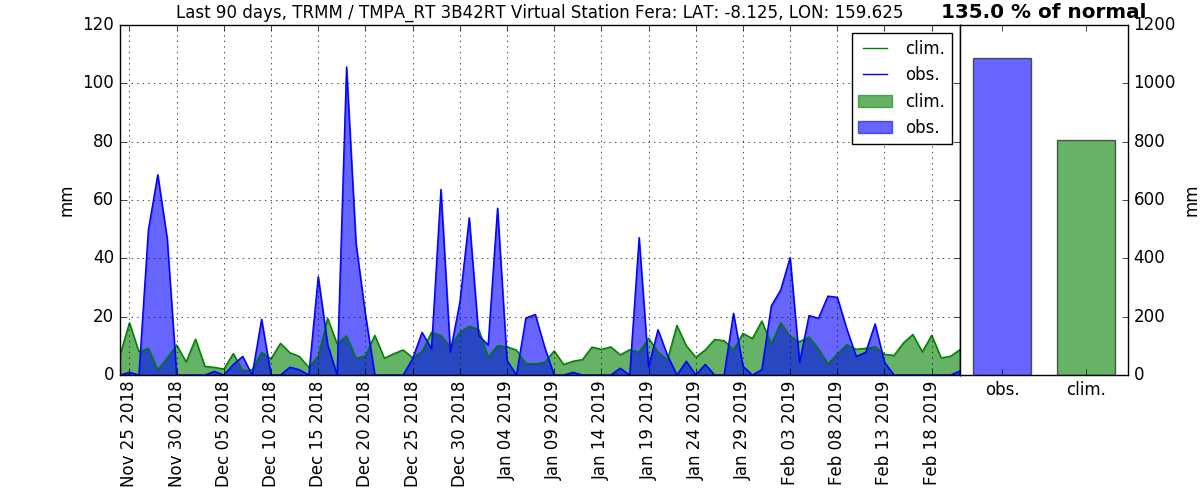 Last 90 days, TRMM / TMPA_RT 3B42RT Virtual Station Fera: LAT: -8.125, LON: 159.625
135.0 % of normal
120
100
80
60
40
20
0
mm
clim.
obs.
clim.
obs.
1200
1000
800
600
400
200
0
mm
Nov 25 2018
Nov 30 2018
Dec 05 2018
Dec 10 2018
Dec 15 2018
Dec 20 2018
Dec 25 2018
Dec 30 2018
Jan 04 2019
Jan 09 2019
Jan 14 2019
Jan 19 2019
Jan 24 2019
Jan 29 2019
Feb 03 2019
Feb 08 2019
Feb 13 2019
Feb 18 2019
obs.
clim.